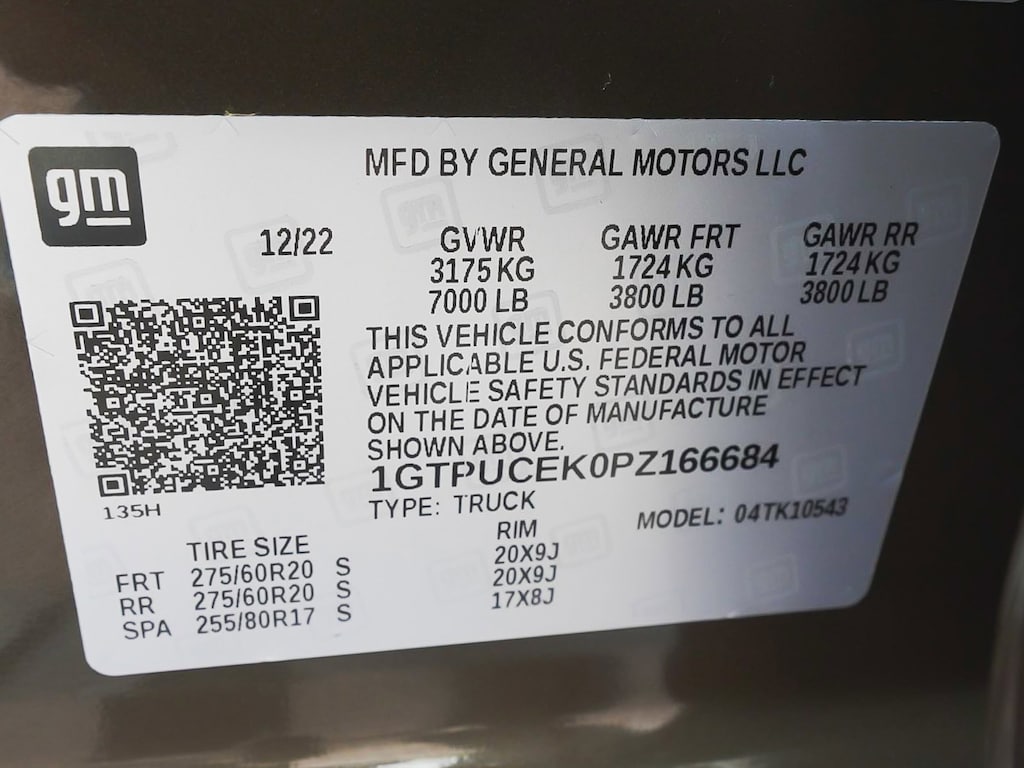 gm
MFD BY GENERAL MOTORS LLC
12/22 GVWR GAWR FRT GAWR RR
3175 KG 1724 KG 1724 KG
7000 LB 3800 LB 3800 LB
THIS VEHICLE CONFORMS TO ALL
APPLICABLE U.S. FEDERAL MOTOR
VEHICLE SAFETY STANDARDS IN EFFECT
ON THE DATE OF MANUFACTURE
SHOWN ABOVE.
1GTPUCEK0PZ166684
135H
TYPE: TRUCK MODEL: 04TK10543
TIRE SIZE RIM
FRT 275/60R20 S 20X9J
RR 275/60R20 S 20X9J
SPA 255/80R17 S 17X8J